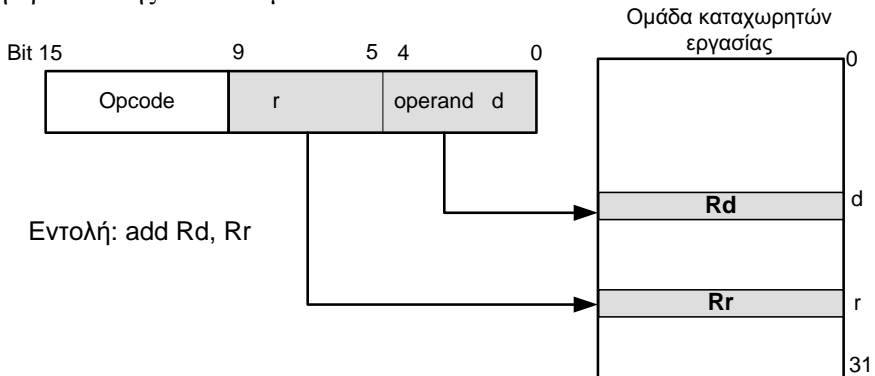 Ομάδα καταχωρητών
εργασίας
Bit 15 9 5 4 0
0
Opcode r operand d
Rd d
Εντολή: add Rd, Rr
Rr r
31